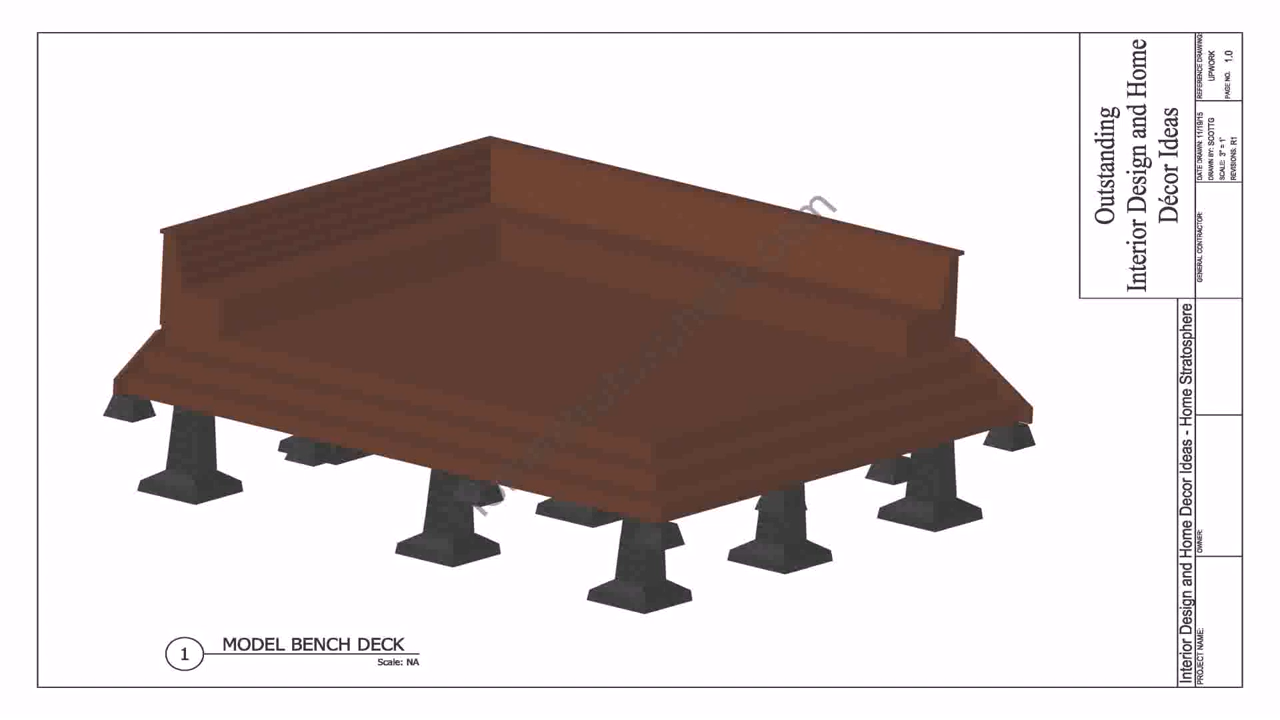 Outstanding
Interior Design and Home
Décor Ideas
REFERENCE DRAWING:
UPWORK
PAGE NO. 1.0
DATE DRAWN: 11/19/15
DRAWN BY: SCOTTG
SCALE: 3" = 1'
REVISIONS: R1
GENERAL CONTRACTOR:
Interior Design and Home Decor Ideas - Home Stratosphere
OWNER:
PROJECT NAME:
1
MODEL BENCH DECK
Scale: NA